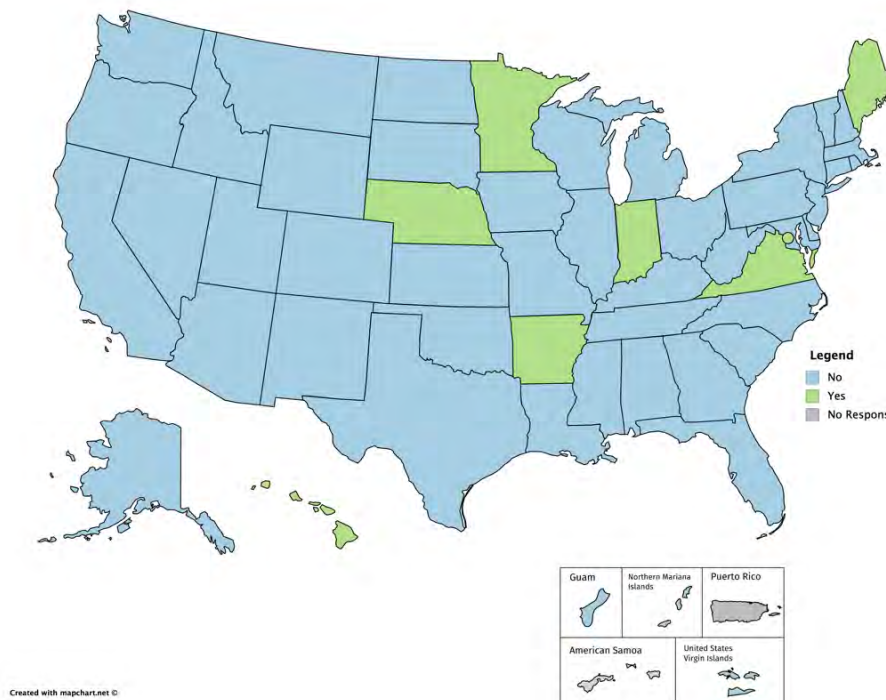 Legend
No
Yes
No Respons
Guam
Northern Mariana
Islands
Puerto Rico
American Samoa
United States
Virgin Islands
Created with mapchart.net ©